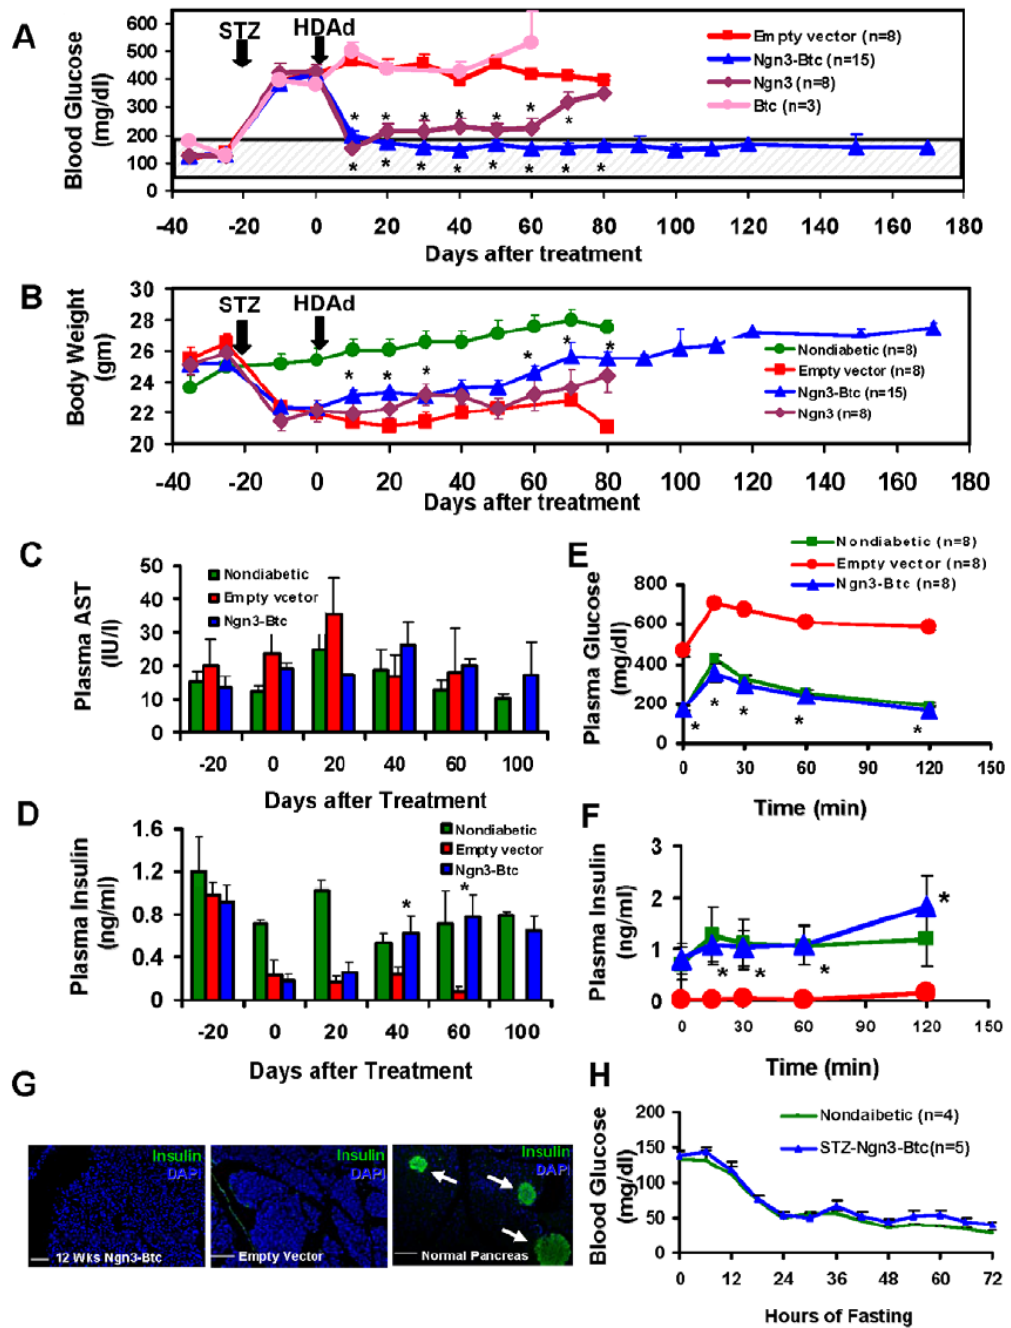 A
Blood Glucose
(mg/dl)
600
500
400
300
200
100
0
STZ
HDAd
Empty vector (n=8)
Ngn3-Btc (n=15)
Ngn3 (n=8)
Btc (n=3)
* * * * * * *
* * * * * * * *
-40 -20 0 20 40 60 80 100 120 140 160 180
Days after treatment
B
Body Weight
(gm)
30
28
26
24
22
20
STZ
HDAd
* * * * * *
Nondiabetic (n=8)
Empty vector (n=8)
Ngn3-Btc (n=15)
Ngn3 (n=8)
-40 -20 0 20 40 60 80 100 120 140 160 180
Days after treatment
C
Plasma AST
(IU/l)
50
40
30
20
10
0
Nondiabetic
Empty vcetor
Ngn3-Btc
-20 0 20 40 60 100
Days after Treatment
E
Plasma Glucose
(mg/dl)
Nondiabetic (n=8)
Empty vector (n=8)
Ngn3-Btc (n=8)
800
600
400
200
0
* * * * *
0 30 60 90 120 150
Time (min)
D
Plasma Insulin
(ng/ml)
1.6
1.2
0.8
0.4
0
Nondiabetic
Empty vector
Ngn3-Btc
* *
-20 0 20 40 60 100
Days after Treatment
F
Plasma Insulin
(ng/ml)
3
2
1
0
* * * *
0 30 60 90 120 150
Time (min)
G
Insulin
DAPI
12 Wks Ngn3-Btc
Insulin
DAPI
Empty Vector
Insulin
DAPI
Normal Pancreas
H
Blood Glucose
(mg/dl)
200
150
100
50
0
Nondaibetic (n=4)
STZ-Ngn3-Btc(n=5)
0 12 24 36 48 60 72
Hours of Fasting